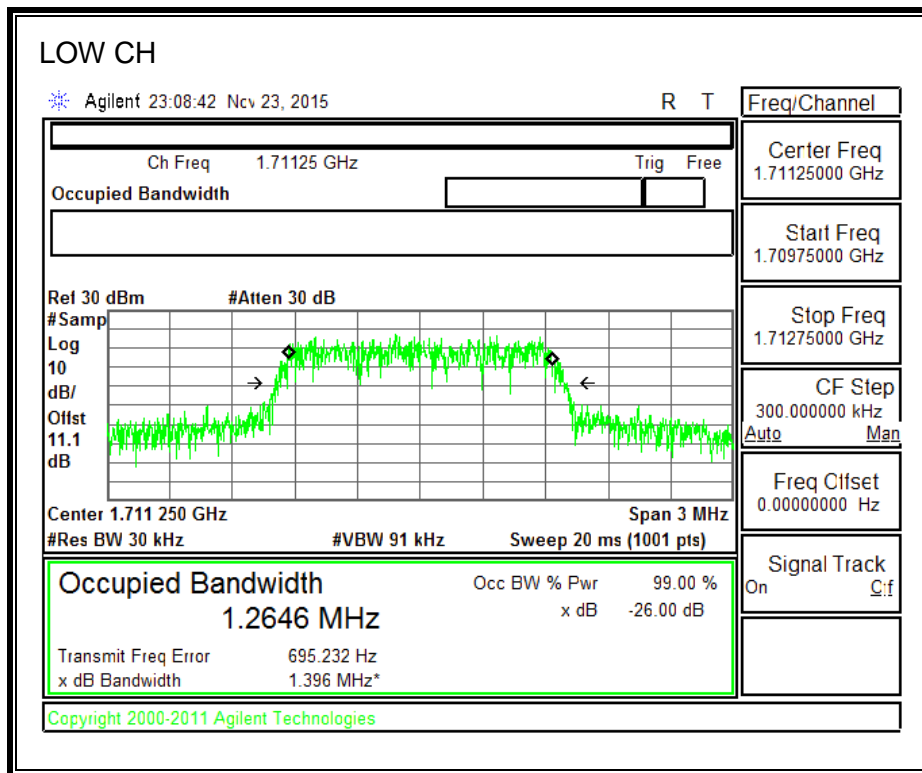 LOW CH
Agilent 23:08:42 Nov 23, 2015 R T
Freq/Channel
Ch Freq 1.71125 GHz Trig Free
Occupied Bandwidth
Center Freq
1.71125000 GHz
Start Freq
1.70975000 GHz
Stop Freq
1.71275000 GHz
CF Step
300.000000 kHz
Auto Man
Freq Offset
0.00000000 Hz
Signal Track
On Off
Ref 30 dBm #Atten 30 dB
#Samp
Log
10
dB/
Offst
11.1
dB
Center 1.711 250 GHz Span 3 MHz
#Res BW 30 kHz #VBW 91 kHz Sweep 20 ms (1001 pts)
Occupied Bandwidth Occ BW % Pwr 99.00 %
1.2646 MHz x dB -26.00 dB
Transmit Freq Error 695.232 Hz
x dB Bandwidth 1.396 MHz*
Copyright 2000-2011 Agilent Technologies